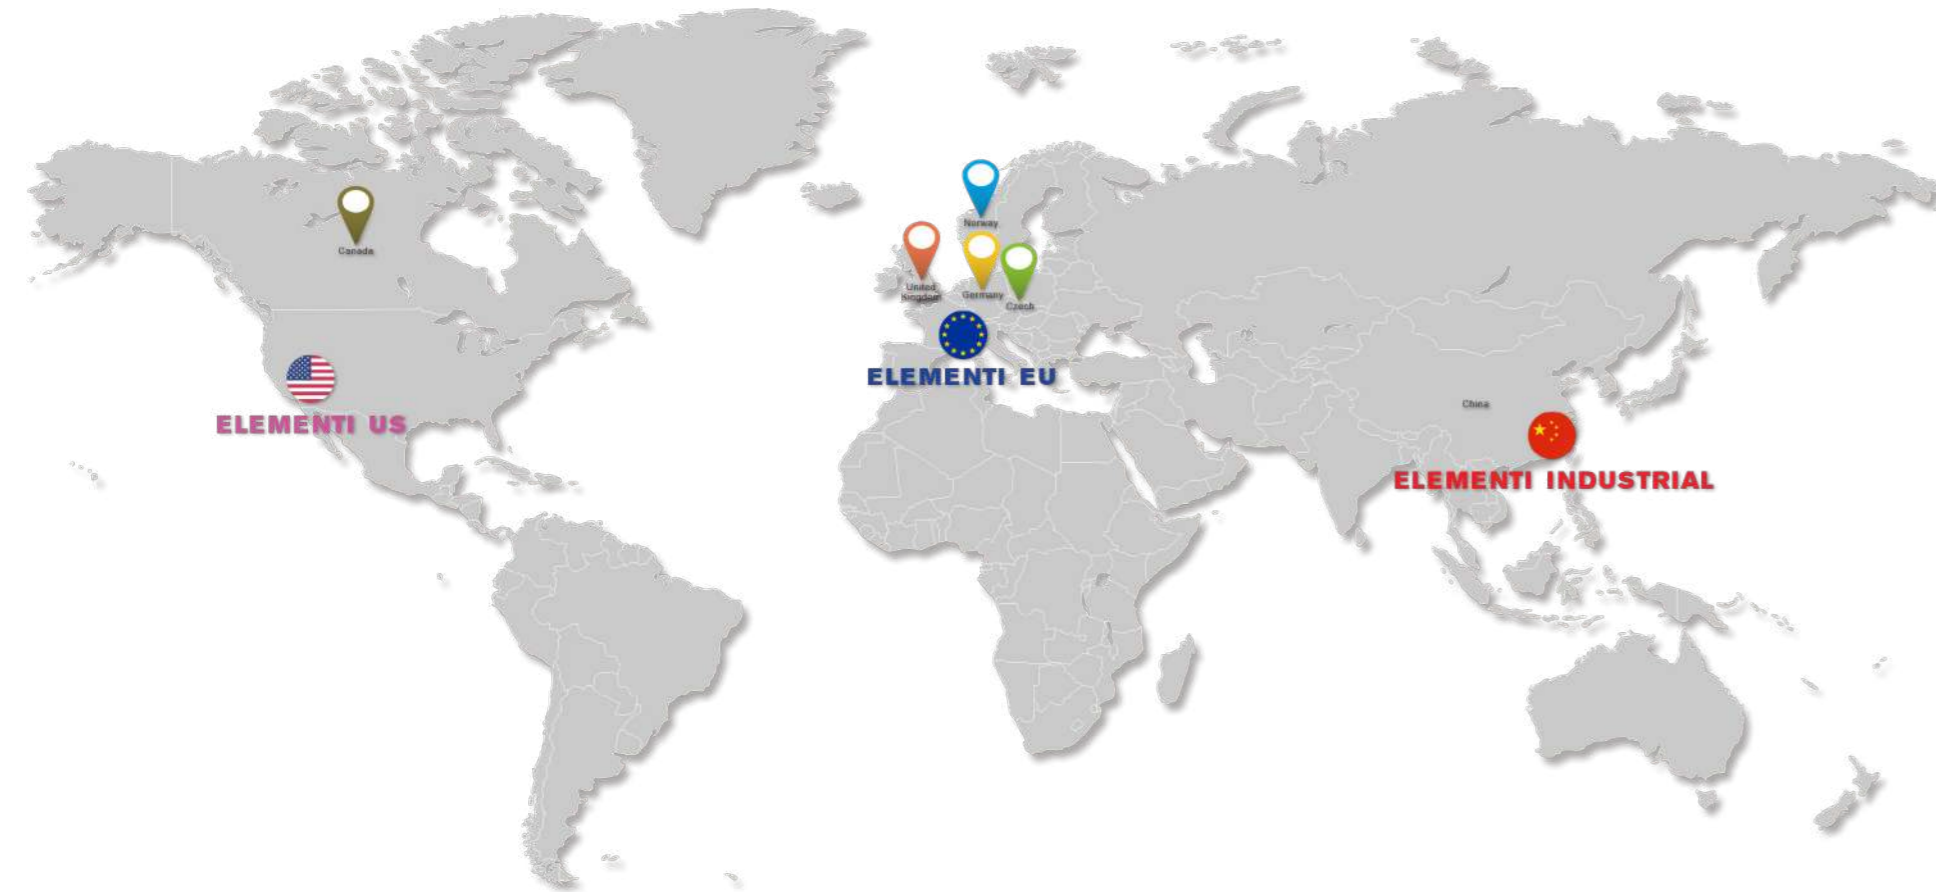 Norway
Canada
United
Kingdom
Germany
Czech
ELEMENTI EU
China
ELEMENTI US
ELEMENTI INDUSTRIAL